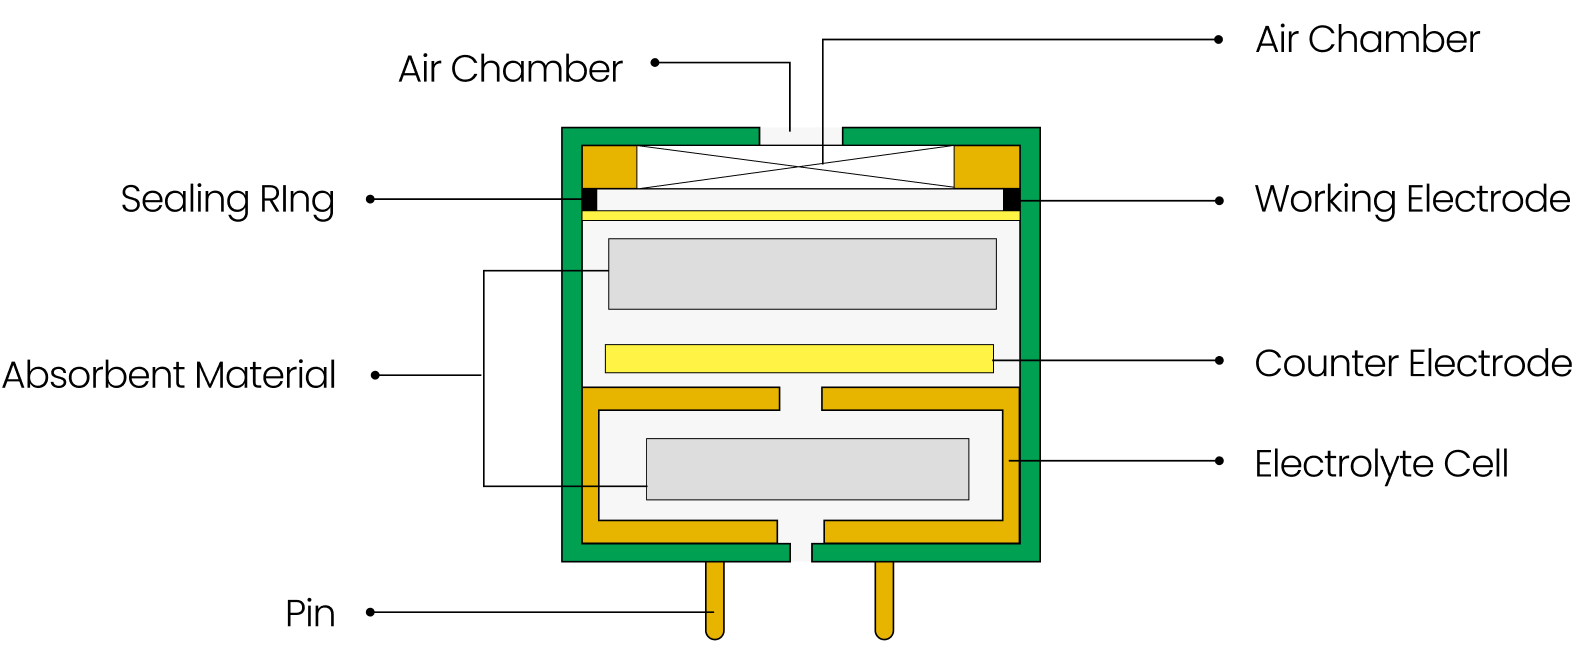 Air Chamber
Air Chamber
Sealing RIng
Working Electrode
Absorbent Material
Counter Electrode
Electrolyte Cell
Pin